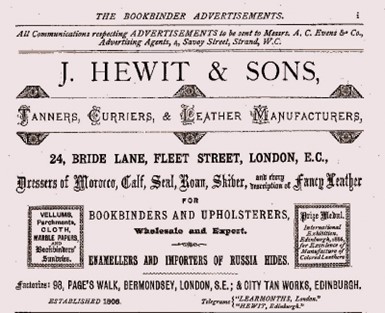 THE BOOKBINDER ADVERTISEMENTS. i
All Communications respecting ADVERTISEMENTS to be sent to Messrs. A. C. Evans & Co.,
Advertising Agents, 4, Savoy Street, Strand, W.C.
J. HEWIT & SONS,
TANNERS, CURRIERS, & LEATHER MANUFACTURERS,
24, BRIDE LANE, FLEET STREET, LONDON, E.C.,
Dressers of Morocco, Calf, Seal, Roan, Skiver, and every description of Fancy Leather
FOR
BOOKBINDERS AND UPHOLSTERERS,
Wholesale and Export.
ENAMELLERS AND IMPORTERS OF RUSSIA HIDES.
VELLUMS,
Parchments,
CLOTH,
MARBLE PAPERS,
AND
Bookbinders'
Sundries.
Prize Medal.
International
Exhibition,
Edinburgh, 1886,
for Excellence of
Manufacture of
Colored Leathers
Factories: 98, PAGE'S WALK, BERMONDSEY, LONDON, S.E.; & CITY TAN WORKS, EDINBURGH.
ESTABLISHED 1806.
Telegrams { "LEARMONTHS, London."
"HEWIT, Edinburgh."